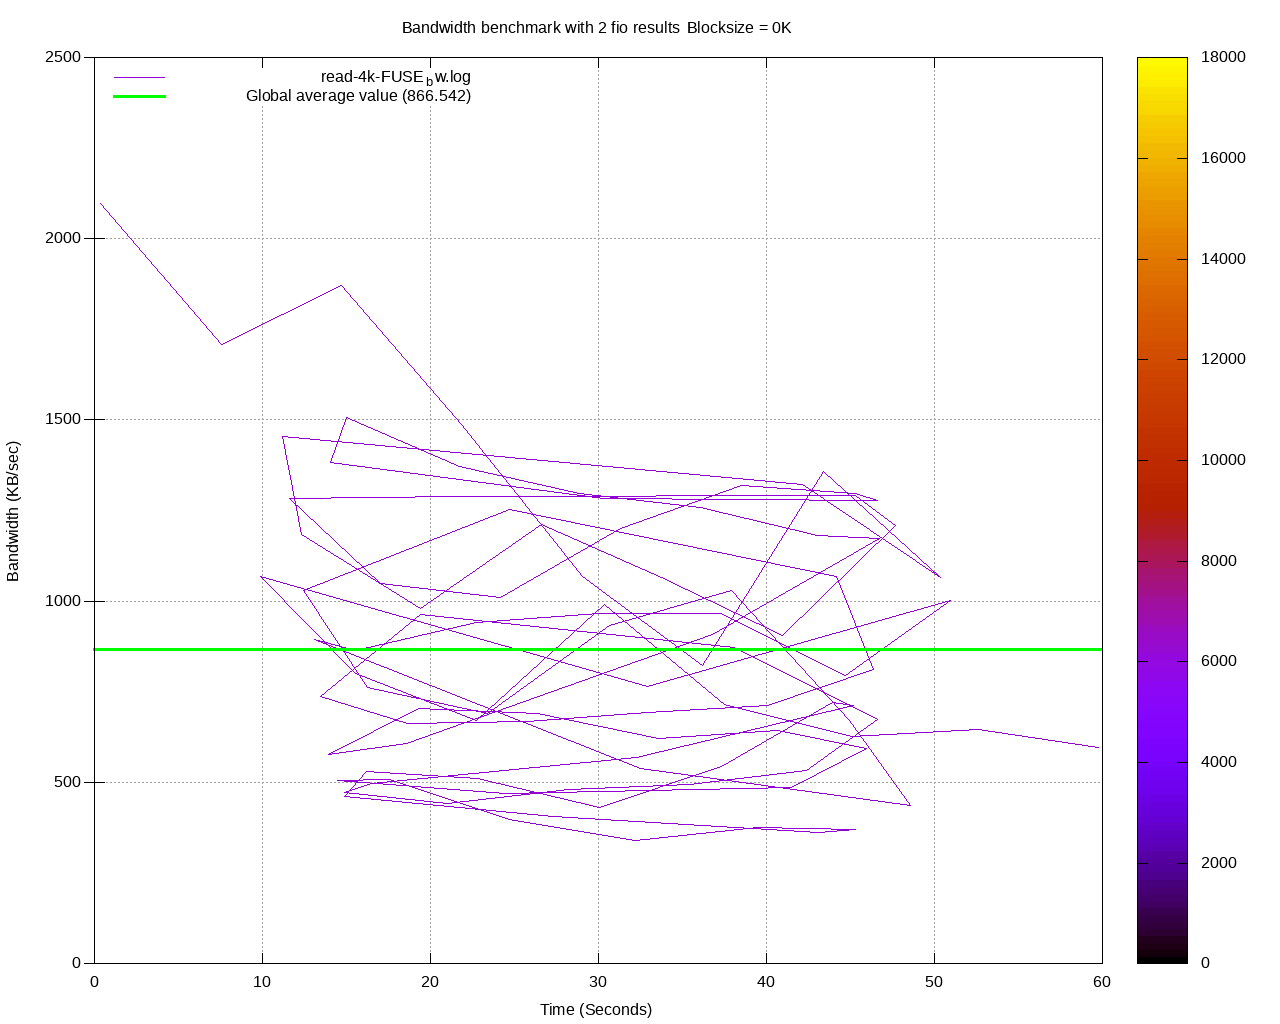 Bandwidth benchmark with 2 fio results Blocksize = 0K
read-4k-FUSE_bw.log
Global average value (866.542)
2500
2000
1500
1000
500
0
Bandwidth (KB/sec)
0 10 20 30 40 50 60
Time (Seconds)
18000
16000
14000
12000
10000
8000
6000
4000
2000
0